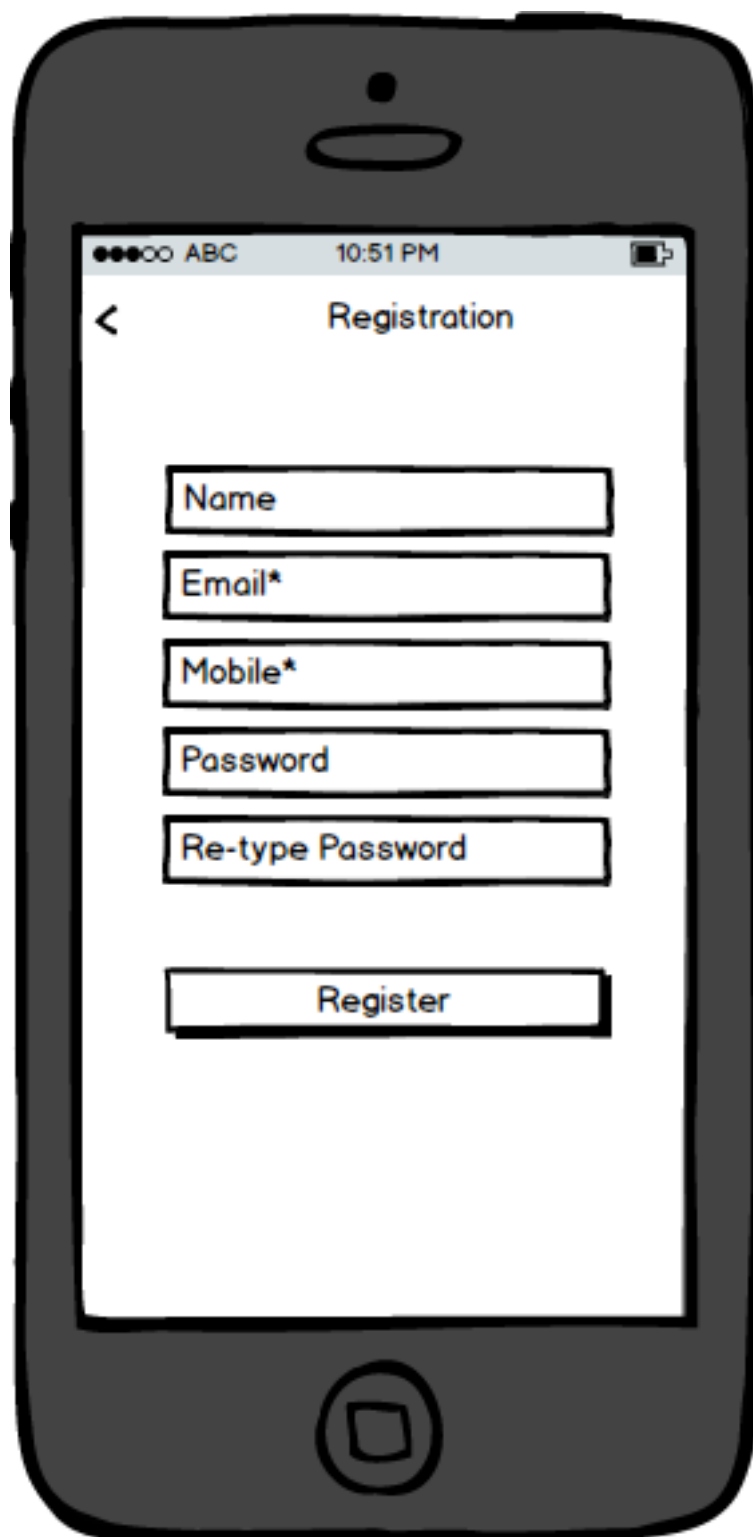 ABC 10:51 PM
Registration
Name
Email*
Mobile*
Password
Re-type Password
Register